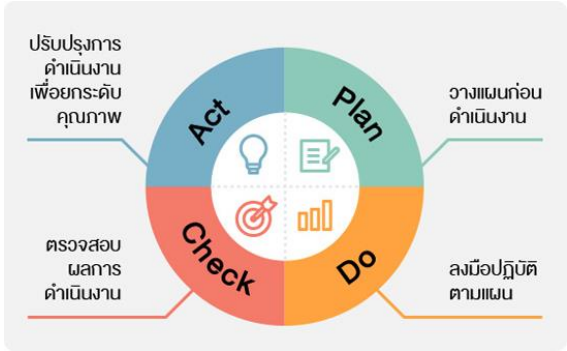 ปรับปรุงการ
ดำเนินงาน
เพื่อยกระดับ
คุณภาพ
Act
Plan
วางแผนก่อน
ดำเนินงาน
ตรวจสอบ
ผลการ
ดำเนินงาน
Check
Do
ลงมือปฏิบัติ
ตามแผน